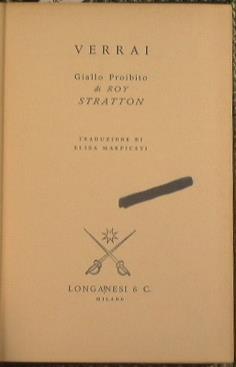 VERRAI
Giallo Proibito
di ROY
STRATTON
TRADUZIONE DI
ELISA MARPICATI
LONGANESI & C.
MILANO